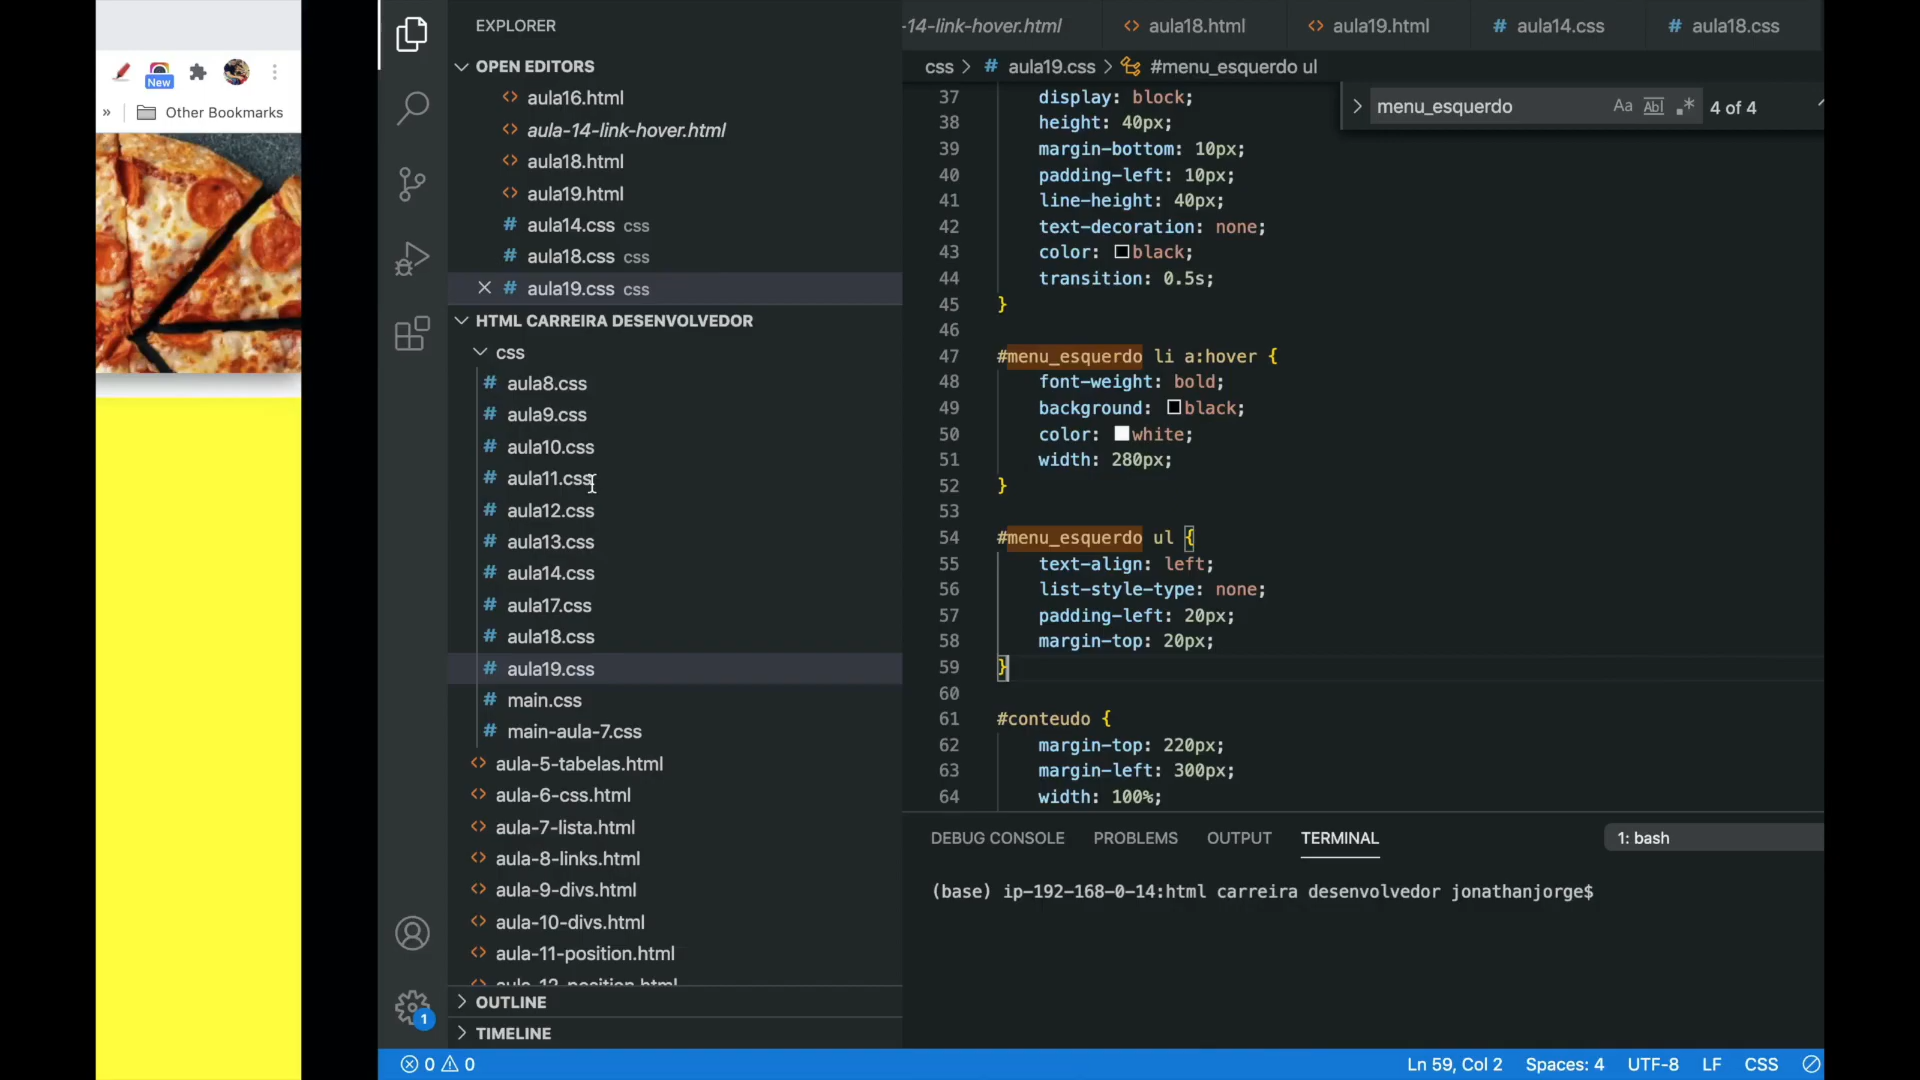 New
» Other Bookmarks
EXPLORER
OPEN EDITORS
aula16.html
aula-14-link-hover.html
aula18.html
aula19.html
# aula14.css css
# aula18.css css
# aula19.css css
HTML CARREIRA DESENVOLVEDOR
css
# aula8.css
# aula9.css
# aula10.css
# aula11.css
# aula12.css
# aula13.css
# aula14.css
# aula17.css
# aula18.css
# aula19.css
# main.css
# main-aula-7.css
aula-5-tabelas.html
aula-6-css.html
aula-7-lista.html
aula-8-links.html
aula-9-divs.html
aula-10-divs.html
aula-11-position.html
aula-12-position.html
OUTLINE
TIMELINE
1
-14-link-hover.html aula18.html aula19.html # aula14.css # aula18.css
css > # aula19.css > #menu_esquerdo ul
menu_esquerdo Aa Abl .* 4 of 4
37 display: block;
38 height: 40px;
39 margin-bottom: 10px;
40 padding-left: 10px;
41 line-height: 40px;
42 text-decoration: none;
43 color: black;
44 transition: 0.5s;
45 }
46
47 #menu_esquerdo li a:hover {
48 font-weight: bold;
49 background: black;
50 color: white;
51 width: 280px;
52 }
53
54 #menu_esquerdo ul {
55 text-align: left;
56 list-style-type: none;
57 padding-left: 20px;
58 margin-top: 20px;
59 }
60
61 #conteudo {
62 margin-top: 220px;
63 margin-left: 300px;
64 width: 100%;
DEBUG CONSOLE PROBLEMS OUTPUT TERMINAL 1: bash
(base) ip-192-168-0-14:html carreira desenvolvedor jonathanjorge$
0 0 Ln 59, Col 2 Spaces: 4 UTF-8 LF CSS